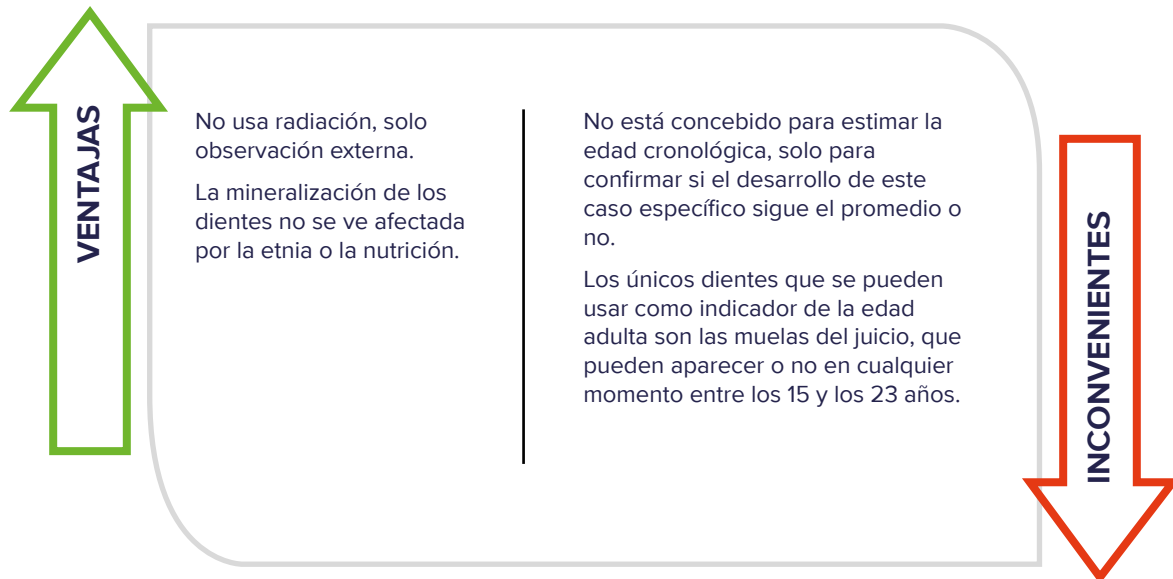 VENTAJAS
No usa radiación, solo
observación externa.
La mineralización de los
dientes no se ve afectada
por la etnia o la nutrición.
No está concebido para estimar la
edad cronológica, solo para
confirmar si el desarrollo de este
caso específico sigue el promedio o
no.
Los únicos dientes que se pueden
usar como indicador de la edad
adulta son las muelas del juicio, que
pueden aparecer o no en cualquier
momento entre los 15 y los 23 años.
INCONVENIENTES